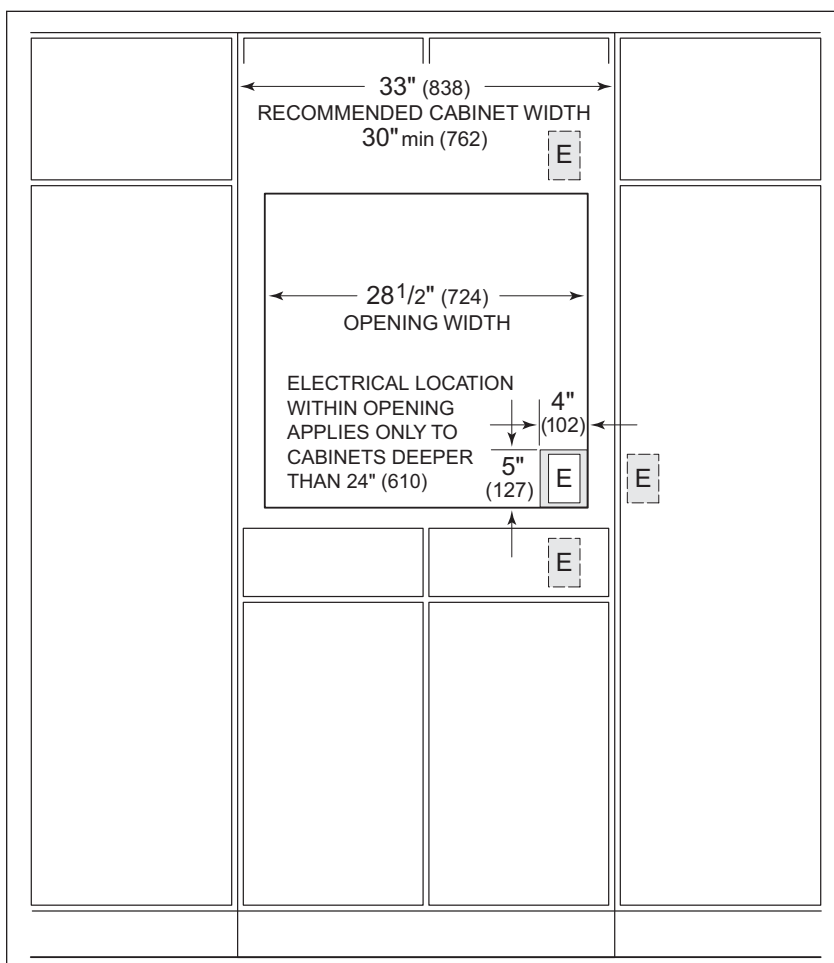 33" (838)
RECOMMENDED CABINET WIDTH
30" min (762)
E
28 1/2" (724)
OPENING WIDTH
ELECTRICAL LOCATION
WITHIN OPENING
APPLIES ONLY TO
CABINETS DEEPER
THAN 24" (610)
4"
(102)
5"
(127)
E
E
E